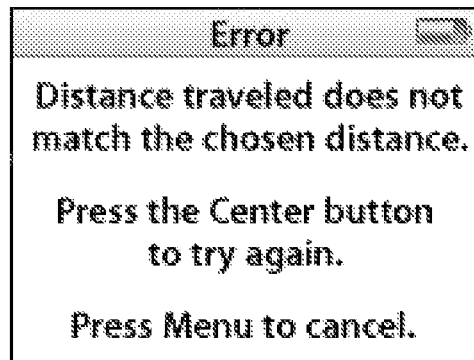 Error
Distance traveled does not
match the chosen distance.
Press the Center button
to try again.
Press Menu to cancel.